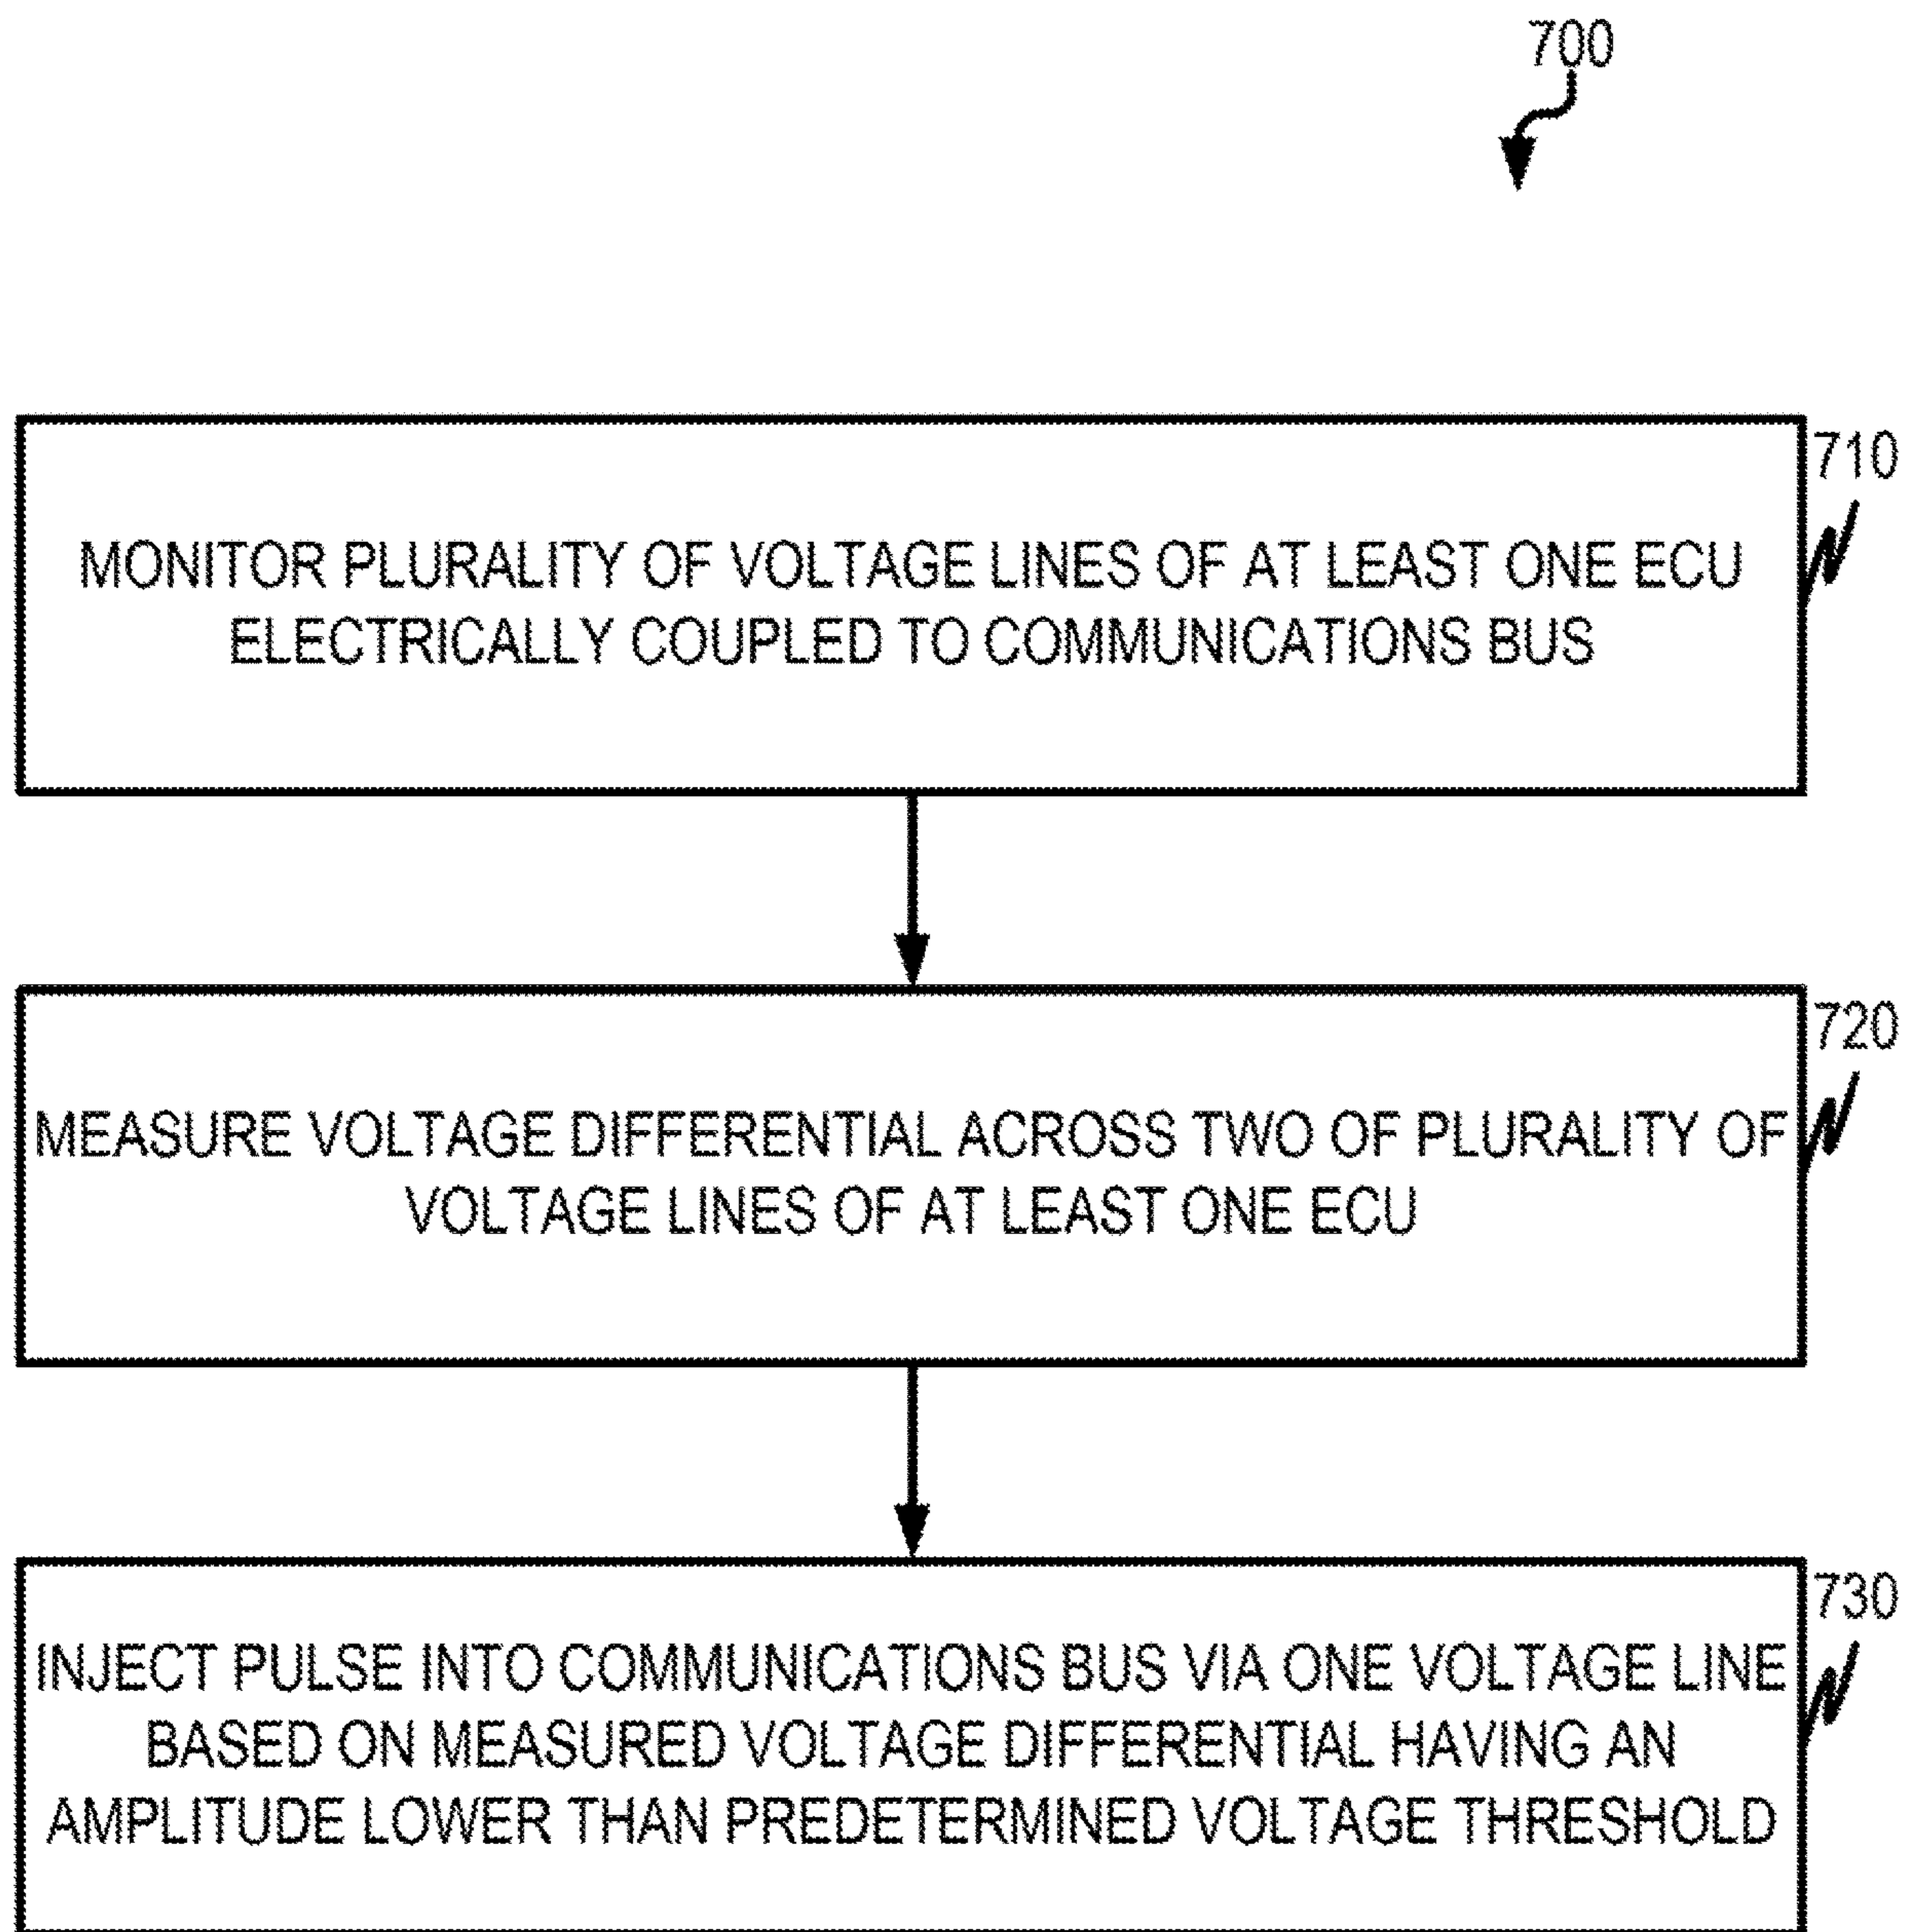 700
710
MONITOR PLURALITY OF VOLTAGE LINES OF AT LEAST ONE ECU
ELECTRICALLY COUPLED TO COMMUNICATIONS BUS
720
MEASURE VOLTAGE DIFFERENTIAL ACROSS TWO OF PLURALITY OF
VOLTAGE LINES OF AT LEAST ONE ECU
730
INJECT PULSE INTO COMMUNICATIONS BUS VIA ONE VOLTAGE LINE
BASED ON MEASURED VOLTAGE DIFFERENTIAL HAVING AN
AMPLITUDE LOWER THAN PREDETERMINED VOLTAGE THRESHOLD